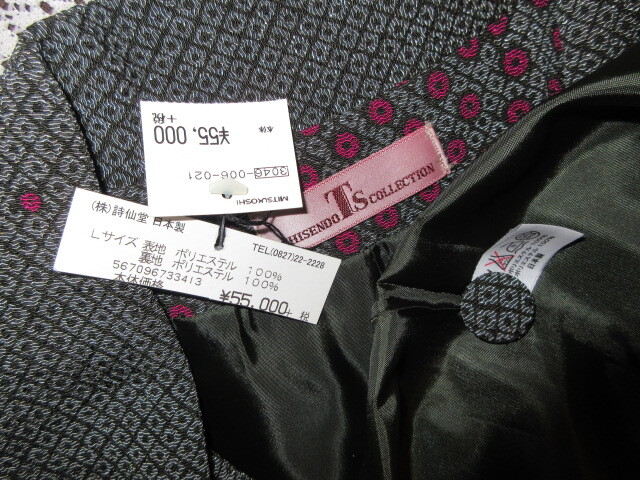 本体
¥55,000
+税
3046-006-021
MITSUKOSHI
(株)詩仙堂 日本製
TEL(0827)22-2228
Lサイズ 表地 ポリエステル 100%
裏地 ポリエステル 100%
567096733413
本体価格
¥55,000+税
HISENDO TS COLLECTION